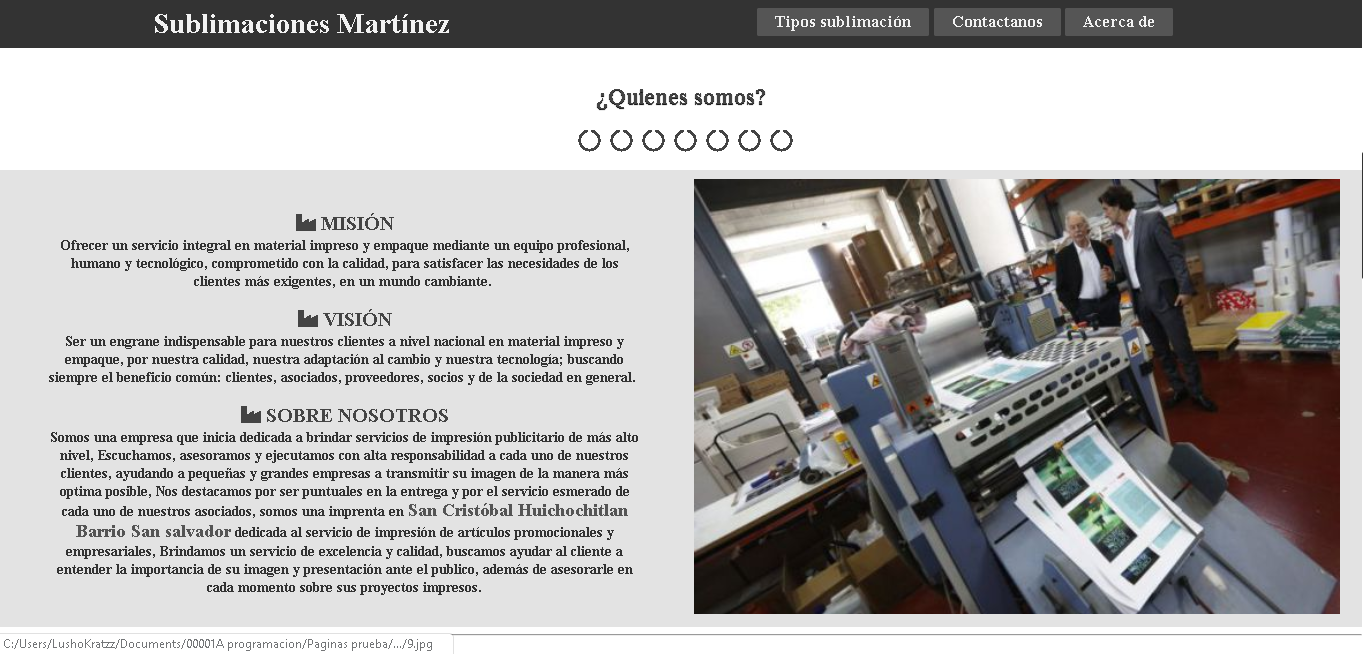 Sublimaciones Martínez
Tipos sublimación
Contactanos
Acerca de
¿Quienes somos?
MISIÓN
Ofrecer un servicio integral en material impreso y empaque mediante un equipo profesional,
humano y tecnológico, comprometido con la calidad, para satisfacer las necesidades de los
clientes más exigentes, en un mundo cambiante.
VISIÓN
Ser un engrane indispensable para nuestros clientes a nivel nacional en material impreso y
empaque, por nuestra calidad, nuestra adaptación al cambio y nuestra tecnología; buscando
siempre el beneficio común: clientes, asociados, proveedores, socios y de la sociedad en general.
SOBRE NOSOTROS
Somos una empresa que inicia dedicada a brindar servicios de impresión publicitario de más alto
nivel, Escuchamos, asesoramos y ejecutamos con alta responsabilidad a cada uno de nuestros
clientes, ayudando a pequeñas y grandes empresas a transmitir su imagen de la manera más
optima posible, Nos destacamos por ser puntuales en la entrega y por el servicio esmerado de
cada uno de nuestros asociados, somos una imprenta en San Cristóbal Huichochitlan
Barrio San salvador dedicada al servicio de impresión de artículos promocionales y
empresariales, Brindamos un servicio de excelencia y calidad, buscamos ayudar al cliente a
entender la importancia de su imagen y presentación ante el publico, además de asesorarle en
cada momento sobre sus proyectos impresos.
C:/Users/LushoKratzz/Documents/00001A programacion/Paginas prueba/.../9.jpg